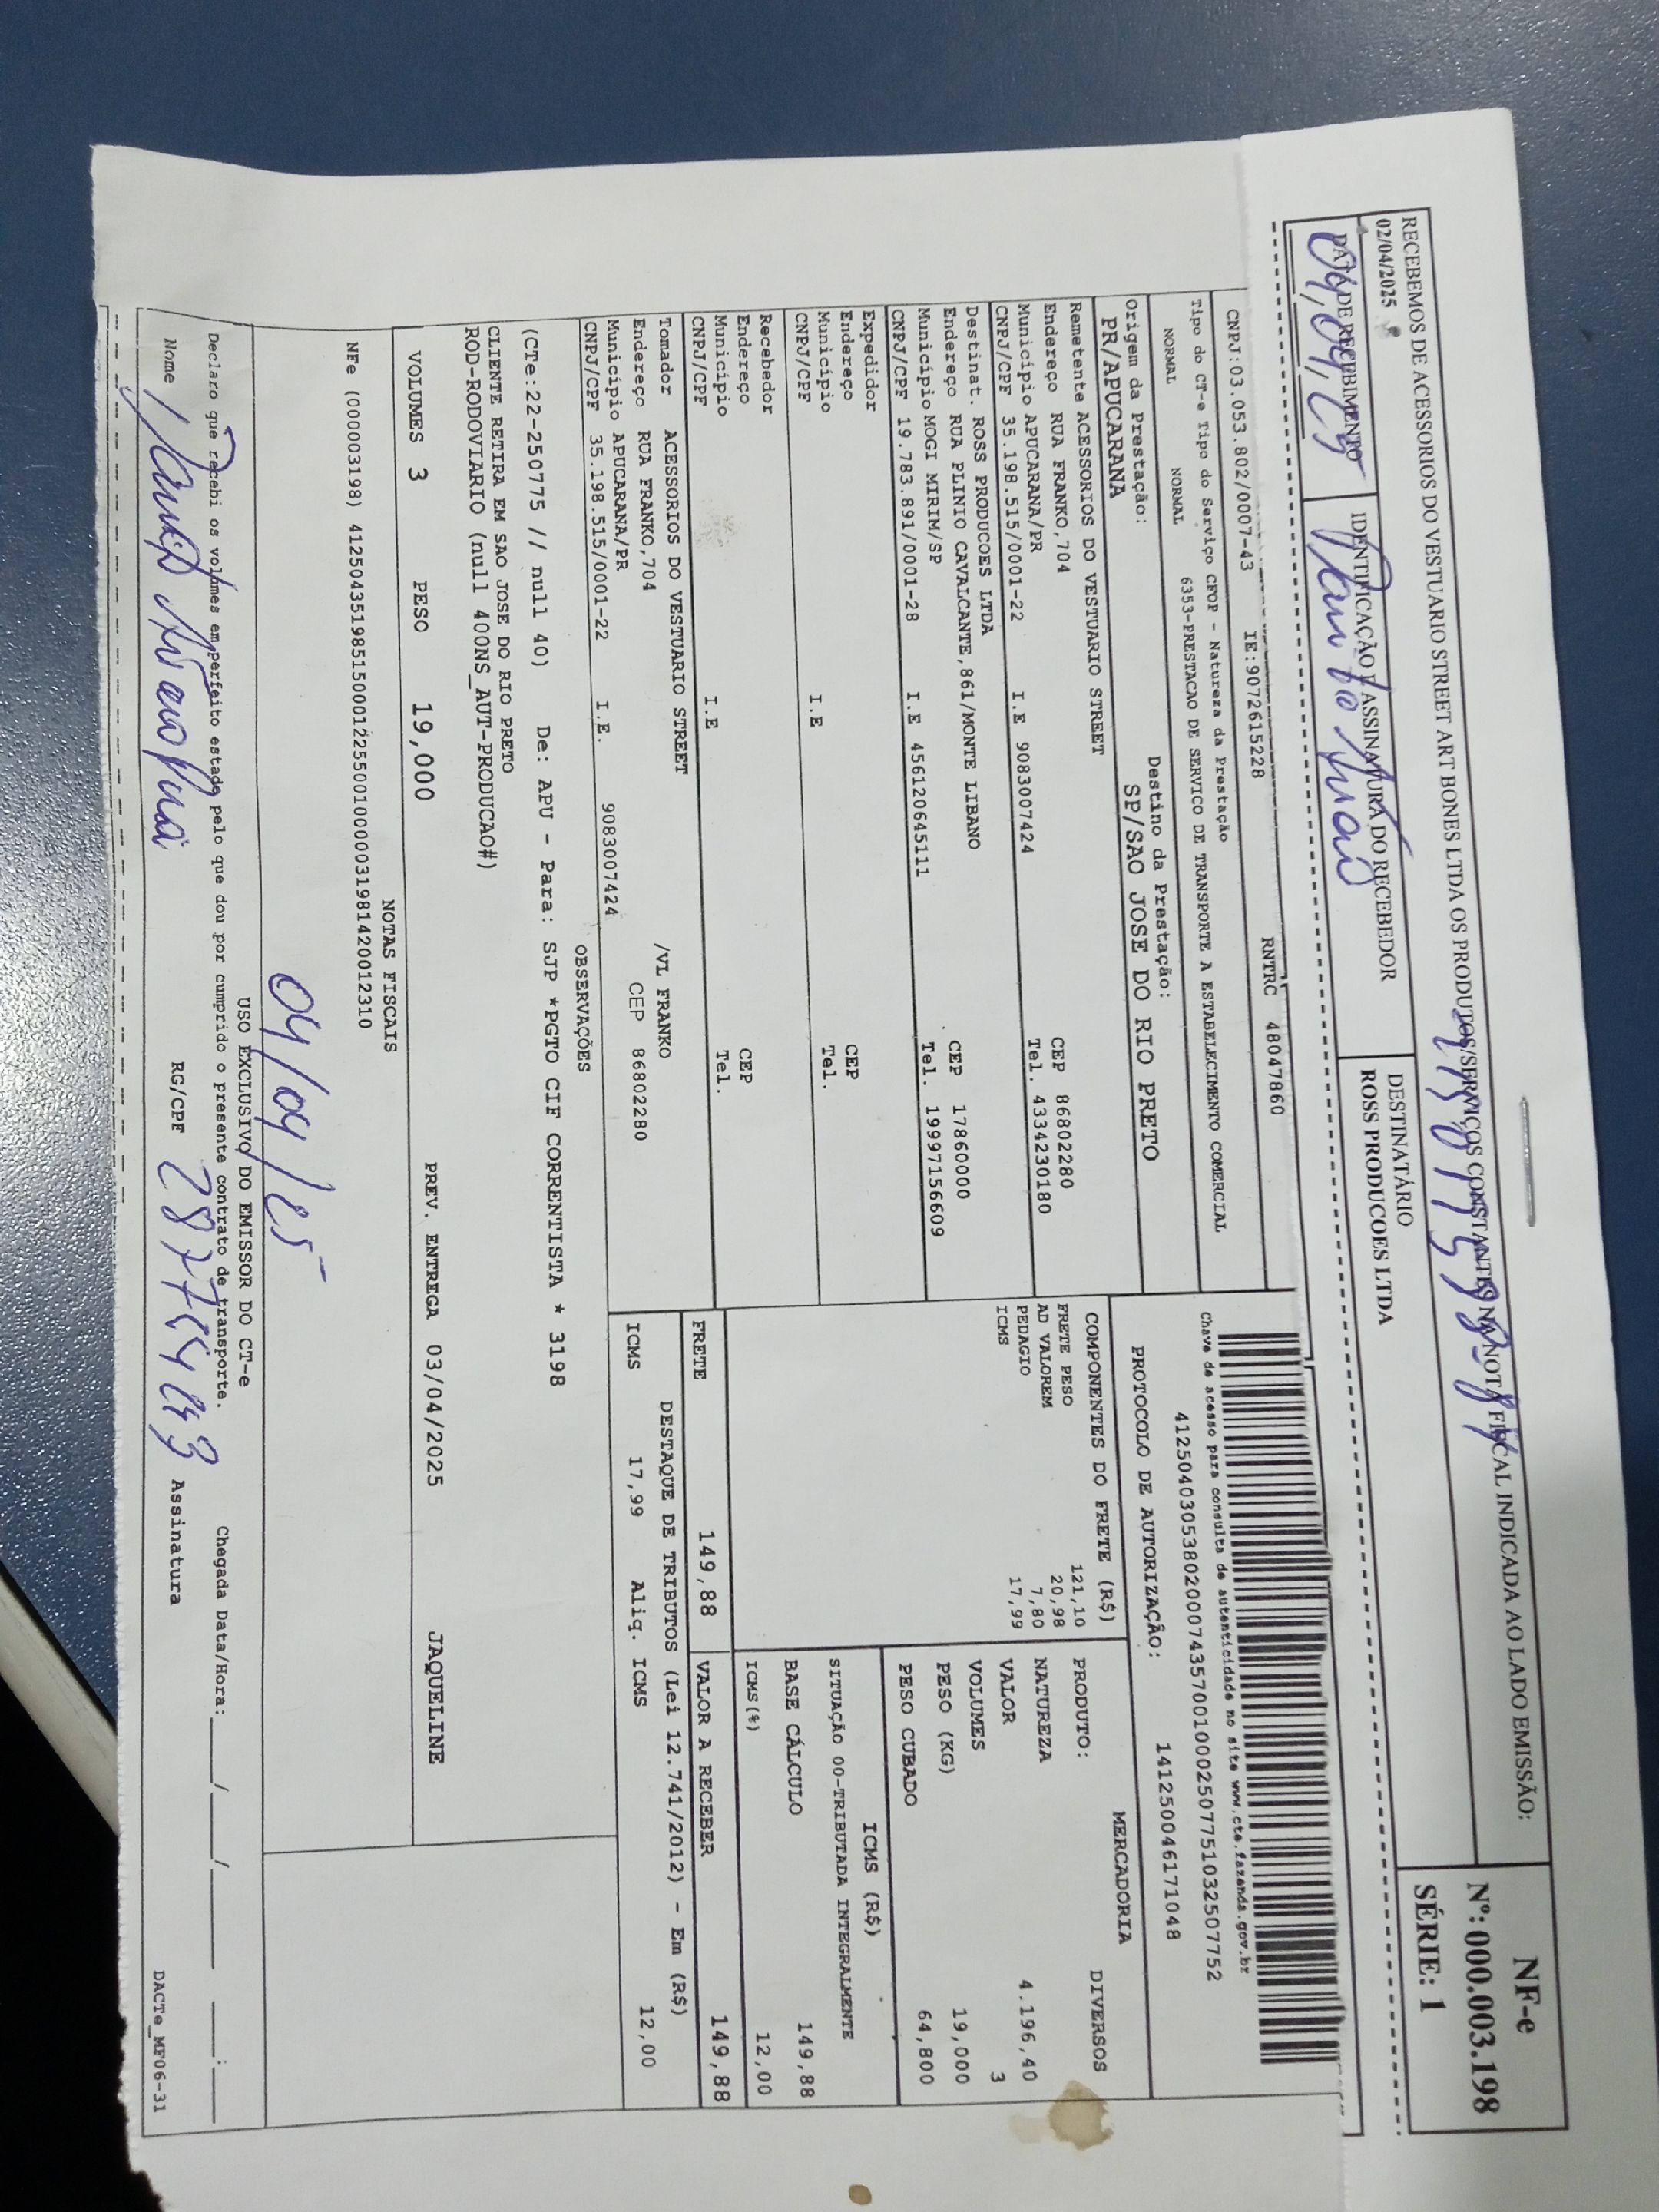 RECEBEMOS DE ACESSORIOS DO VESTUARIO STREET ART BONES LTDA OS PRODUTOS/SERVIÇOS CONSTANTES NA NOTA FISCAL INDICADA AO LADO EMISSÃO:
02/04/2025
NF-e
Nº: 000.003.198
SÉRIE: 1
DATA DE RECEBIMENTO
IDENTIFICAÇÃO E ASSINATURA DO RECEBEDOR
DESTINATÁRIO
ROSS PRODUCOES LTDA
CNPJ:03.053.802/0007-43 IE:9072615228 RNTRC 48047860
Tipo do CT-e Tipo do Serviço CFOP - Natureza da Prestação
NORMAL NORMAL 6353-PRESTACAO DE SERVICO DE TRANSPORTE A ESTABELECIMENTO COMERCIAL
Chave de acesso para consulta de autenticidade no site www.cte.fazenda.gov.br
41250403053802000743570010002507751032507752
PROTOCOLO DE AUTORIZAÇÃO: 141250046171048
Origem da Prestação: Destino da Prestação:
PR/APUCARANA SP/SAO JOSE DO RIO PRETO
Remetente ACESSORIOS DO VESTUARIO STREET
Endereço RUA FRANKO,704 CEP 86802280
Município APUCARANA/PR Tel. 4334230180
CNPJ/CPF 35.198.515/0001-22 I.E 9083007424
Destinat. ROSS PRODUCOES LTDA
Endereço RUA PLINIO CAVALCANTE,861/MONTE LIBANO CEP 17860000
Município MOGI MIRIM/SP Tel. 19997156609
CNPJ/CPF 19.783.891/0001-28 I.E 456120645111
Expedidor
Endereço CEP
Município Tel.
CNPJ/CPF I.E
Recebedor
Endereço CEP
Município Tel.
CNPJ/CPF I.E
Tomador ACESSORIOS DO VESTUARIO STREET
Endereço RUA FRANKO,704 /VL FRANKO
Município APUCARANA/PR CEP 86802280
CNPJ/CPF 35.198.515/0001-22 I.E. 9083007424
COMPONENTES DO FRETE (R$)
FRETE PESO 121,10
AD VALOREM 20,98
PEDAGIO 7,80
ICMS 17,99
MERCADORIA
PRODUTO: DIVERSOS
NATUREZA
VALOR 4.196,40
VOLUMES 3
PESO (KG) 19,000
PESO CUBADO 64,800
ICMS (R$)
SITUAÇÃO 00-TRIBUTADA INTEGRALMENTE
BASE CÁLCULO 149,88
ICMS(%) 12,00
FRETE 149,88 VALOR A RECEBER 149,88
DESTAQUE DE TRIBUTOS (Lei 12.741/2012) - Em (R$)
ICMS 17,99 Aliq. ICMS 12,00
OBSERVAÇÕES
(CTe:22-250775 // null 40) De: APU - Para: SJP *PGTO CIF CORRENTISTA * 3198
CLIENTE RETIRA EM SAO JOSE DO RIO PRETO
ROD-RODOVIARIO (null 400NS_AUT-PRODUCAO#)
VOLUMES 3 PESO 19,000 PREV. ENTREGA 03/04/2025 JAQUELINE
NOTAS FISCAIS
NFe (000003198) 41250435198515000122550010000031981420012310
04/04/25
USO EXCLUSIVO DO EMISSOR DO CT-e
Declaro que recebi os volumes em perfeito estado pelo que dou por cumprido o presente contrato de transporte. Chegada Data/Hora:____/____/____ ___:___
Nome RG/CPF Assinatura
DACTe_MF06-31